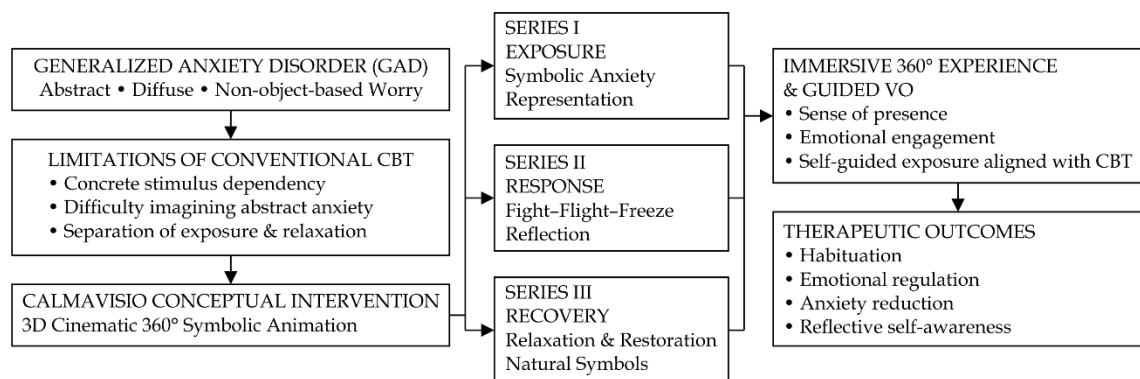 GENERALIZED ANXIETY DISORDER (GAD)
Abstract • Diffuse • Non-object-based Worry
LIMITATIONS OF CONVENTIONAL CBT
• Concrete stimulus dependency
• Difficulty imagining abstract anxiety
• Separation of exposure & relaxation
CALMAVISIO CONCEPTUAL INTERVENTION
3D Cinematic 360° Symbolic Animation
SERIES I
EXPOSURE
Symbolic Anxiety
Representation
SERIES II
RESPONSE
Fight–Flight–Freeze
Reflection
SERIES III
RECOVERY
Relaxation & Restoration
Natural Symbols
IMMERSIVE 360° EXPERIENCE
& GUIDED VO
• Sense of presence
• Emotional engagement
• Self-guided exposure aligned with CBT
THERAPEUTIC OUTCOMES
• Habituation
• Emotional regulation
• Anxiety reduction
• Reflective self-awareness